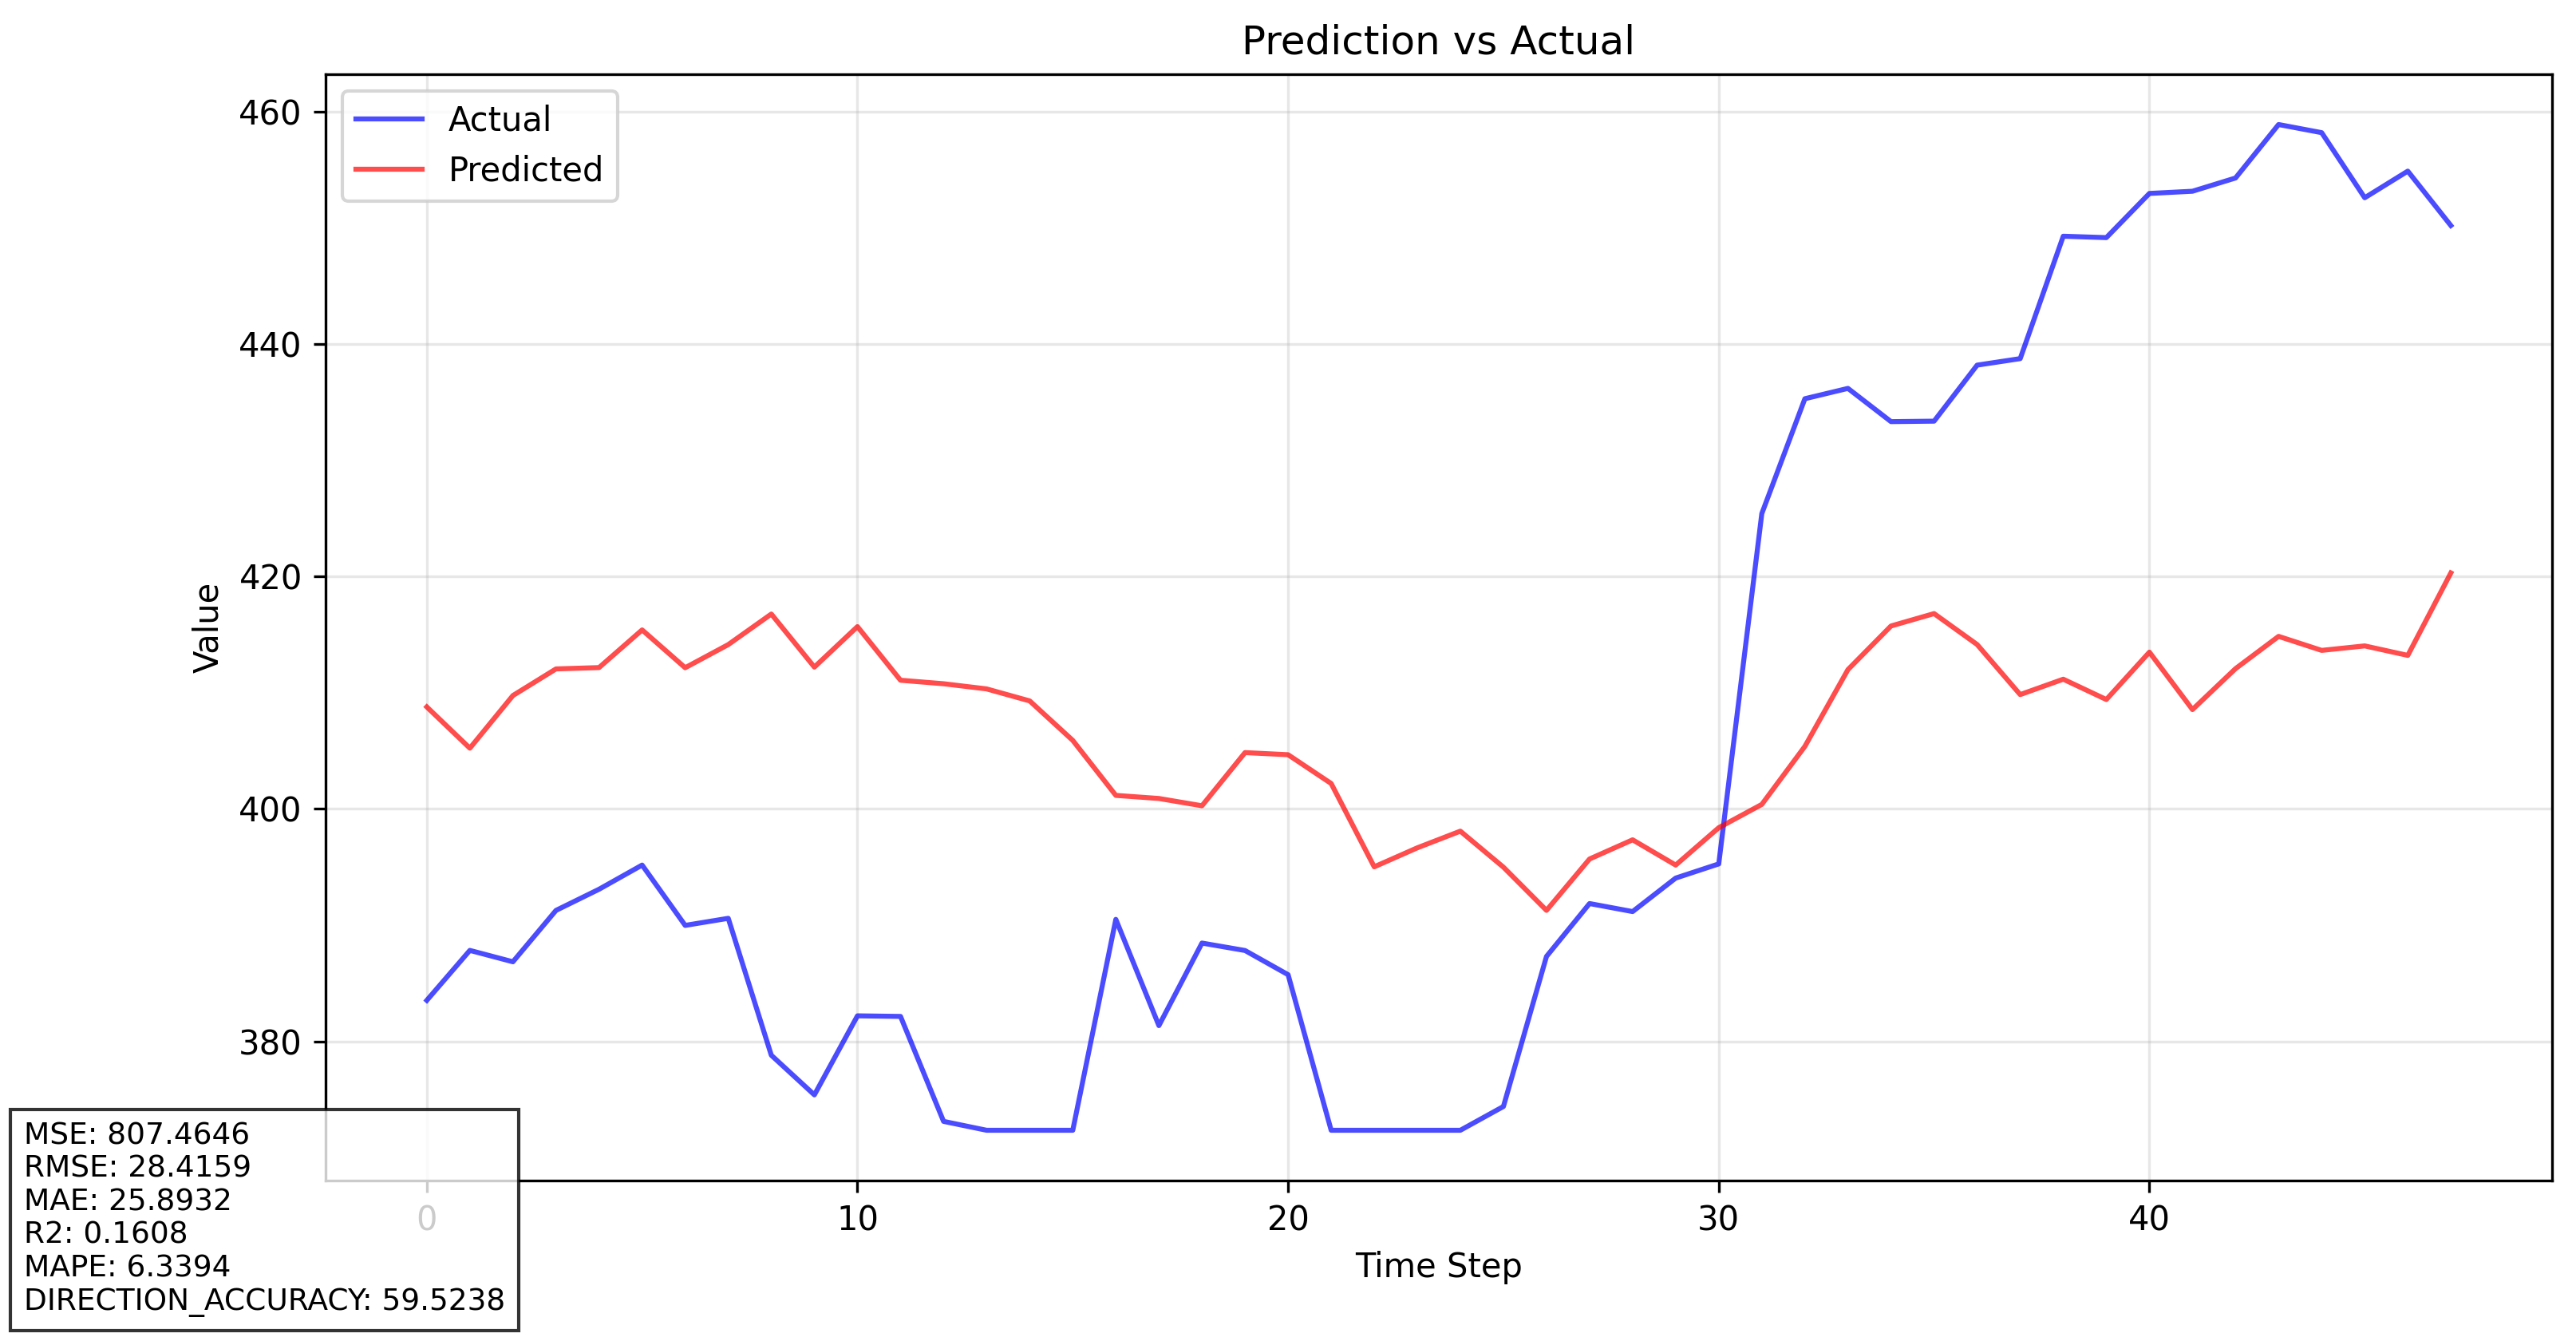 Prediction vs Actual
Actual
Predicted
460
440
420
400
380
Value
0
10
20
30
40
Time Step
MSE: 807.4646
RMSE: 28.4159
MAE: 25.8932
R2: 0.1608
MAPE: 6.3394
DIRECTION_ACCURACY: 59.5238